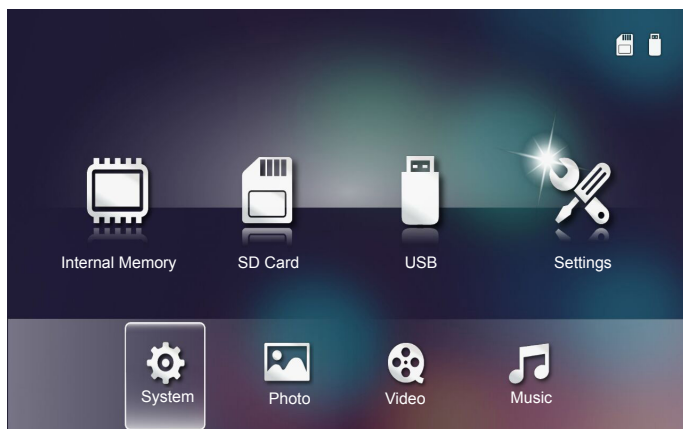 Internal Memory
SD Card
USB
Settings
System
Photo
Video
Music